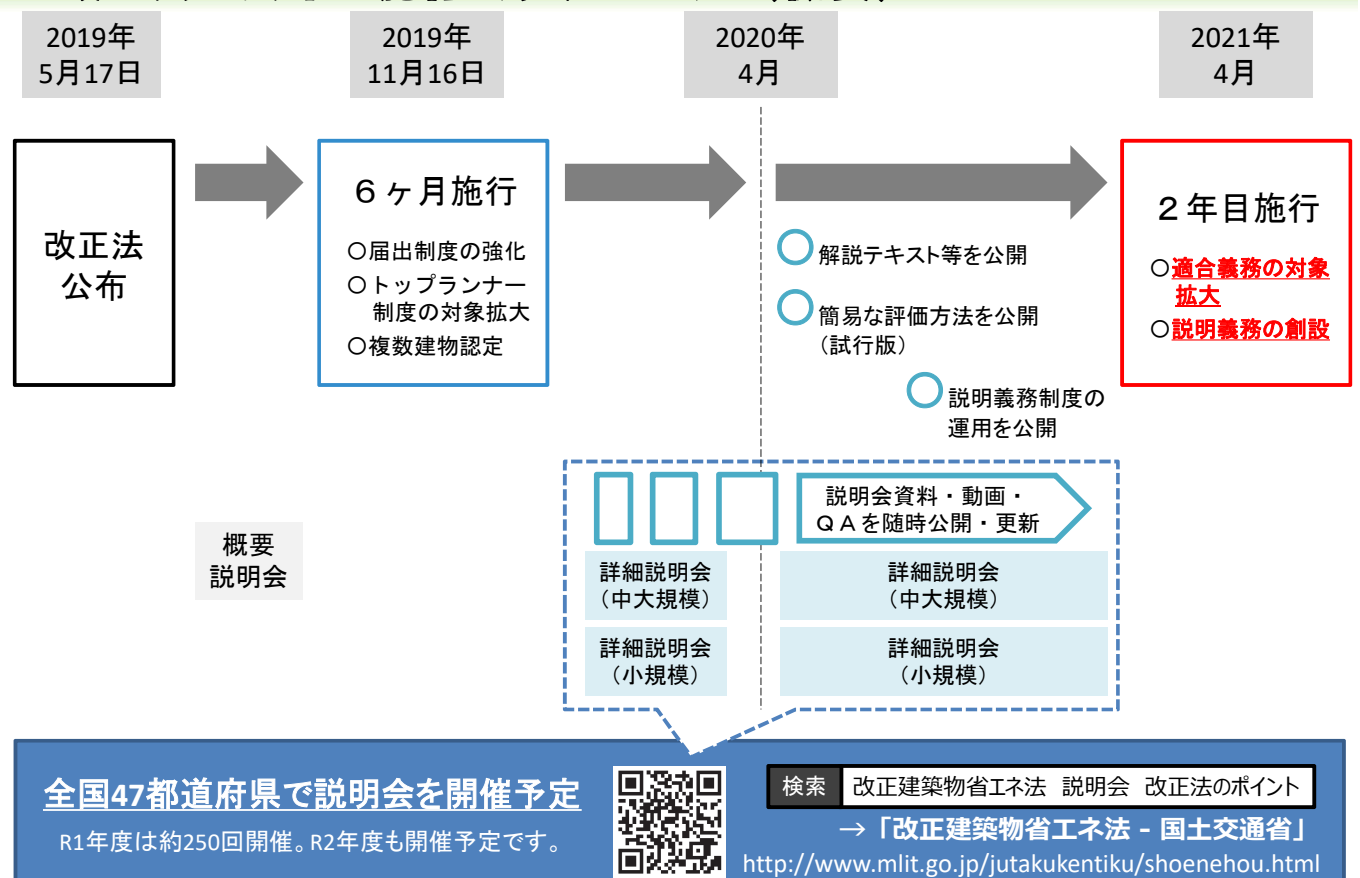 2019年
5月17日
2019年
11月16日
2020年
4月
2021年
4月
改正法
公布
６ヶ月施行
○届出制度の強化
○トップランナー
制度の対象拡大
○複数建物認定
解説テキスト等を公開
簡易な評価方法を公開
（試行版）
説明義務制度の
運用を公開
２年目施行
○適合義務の対象
拡大
○説明義務の創設
概要
説明会
説明会資料・動画・
ＱＡを随時公開・更新
詳細説明会
（中大規模）
詳細説明会
（中大規模）
詳細説明会
（小規模）
詳細説明会
（小規模）
全国47都道府県で説明会を開催予定
R1年度は約250回開催。R2年度も開催予定です。
検索 改正建築物省エネ法 説明会 改正法のポイント
→「改正建築物省エネ法 – 国土交通省」
http://www.mlit.go.jp/jutakukentiku/shoenehou.html